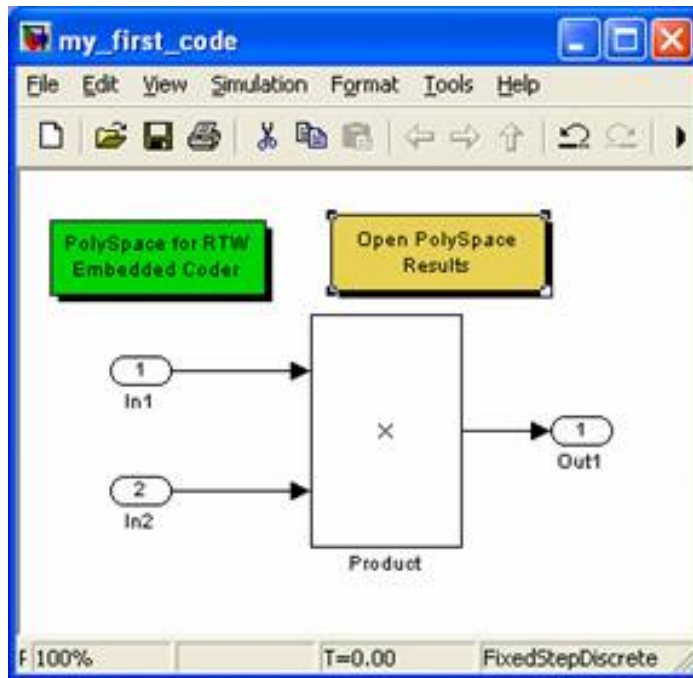 my_first_code
File Edit View Simulation Format Tools Help
PolySpace for RTW
Embedded Coder
Open PolySpace
Results
1
In1
2
In2
×
Product
1
Out1
100%
T=0.00
FixedStepDiscrete